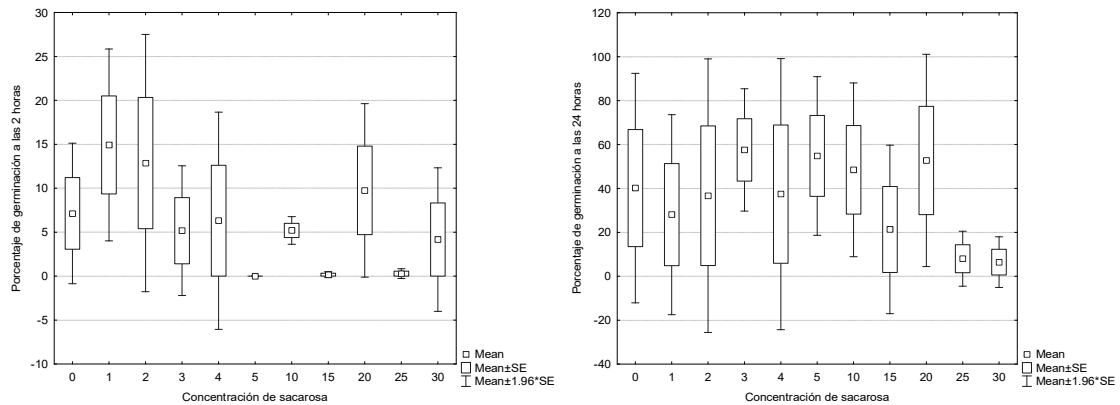 30
25
20
15
10
5
0
-5
-10
Porcentaje de germinación a las 2 horas
0 1 2 3 4 5 10 15 20 25 30
Concentración de sacarosa
Mean
Mean±SE
Mean±1.96*SE
120
100
80
60
40
20
0
-20
-40
Porcentaje de germinación a las 24 horas
0 1 2 3 4 5 10 15 20 25 30
Concentración de sacarosa
Mean
Mean±SE
Mean±1.96*SE